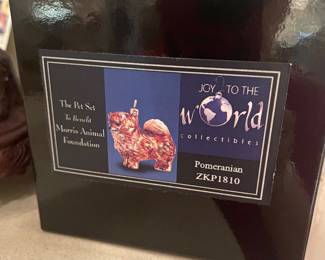 The Pet Set
To Benefit
Morris Animal
Foundation
JOY TO THE
World
collectibles
Pomeranian
ZKP1810